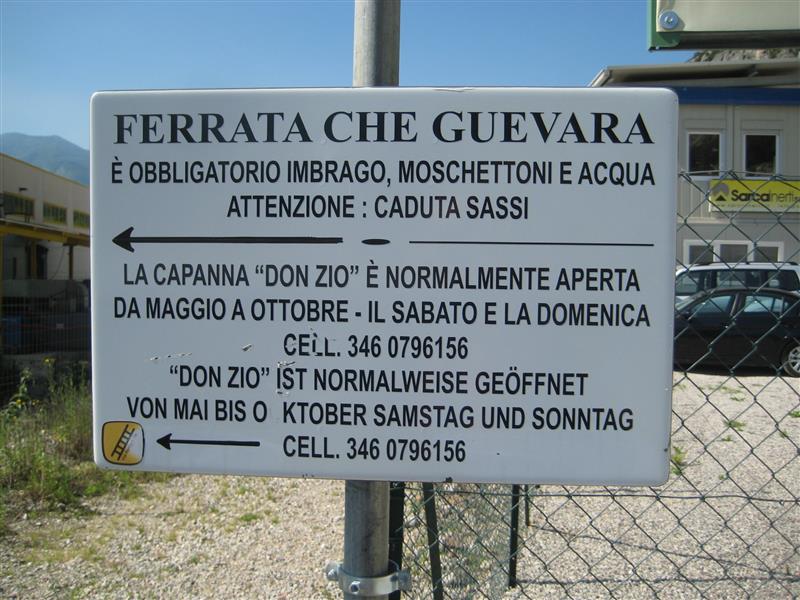 FERRATA CHE GUEVARA
È OBBLIGATORIO IMBRAGO, MOSCHETTONI E ACQUA
ATTENZIONE : CADUTA SASSI
LA CAPANNA “DON ZIO” È NORMALMENTE APERTA
DA MAGGIO A OTTOBRE - IL SABATO E LA DOMENICA
CELL. 346 0796156
“DON ZIO” IST NORMALWEISE GEÖFFNET
VON MAI BIS O KTOBER SAMSTAG UND SONNTAG
CELL. 346 0796156
Sarcainerti